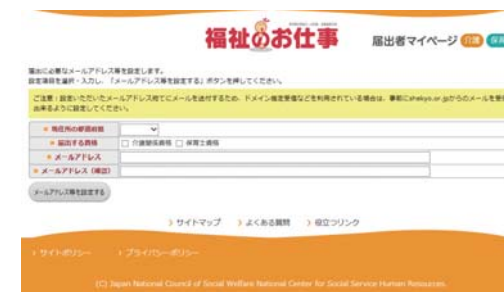 福祉のお仕事
届出者マイページ 介護
届出に必要なメールアドレス等を設定します。
設定項目を選択・入力し、「メールアドレス等を設定する」ボタンを押してください。
ご注意:設定いただいたメールアドレス宛てにメールを送付するため、ドメイン指定受信などを利用されている場合は、事前にshakyo.or.jpからのメールを受信
出来るように設定してください。
現住所の都道府県
届出する資格 介護関係資格 保育士資格
メールアドレス
メールアドレス(確認)
メールアドレス等を設定する
サイトマップ よくある質問 役立つリンク
サイトポリシー プライバシーポリシー
(C) Japan National Council of Social Welfare National Center for Social Service Human Resources.